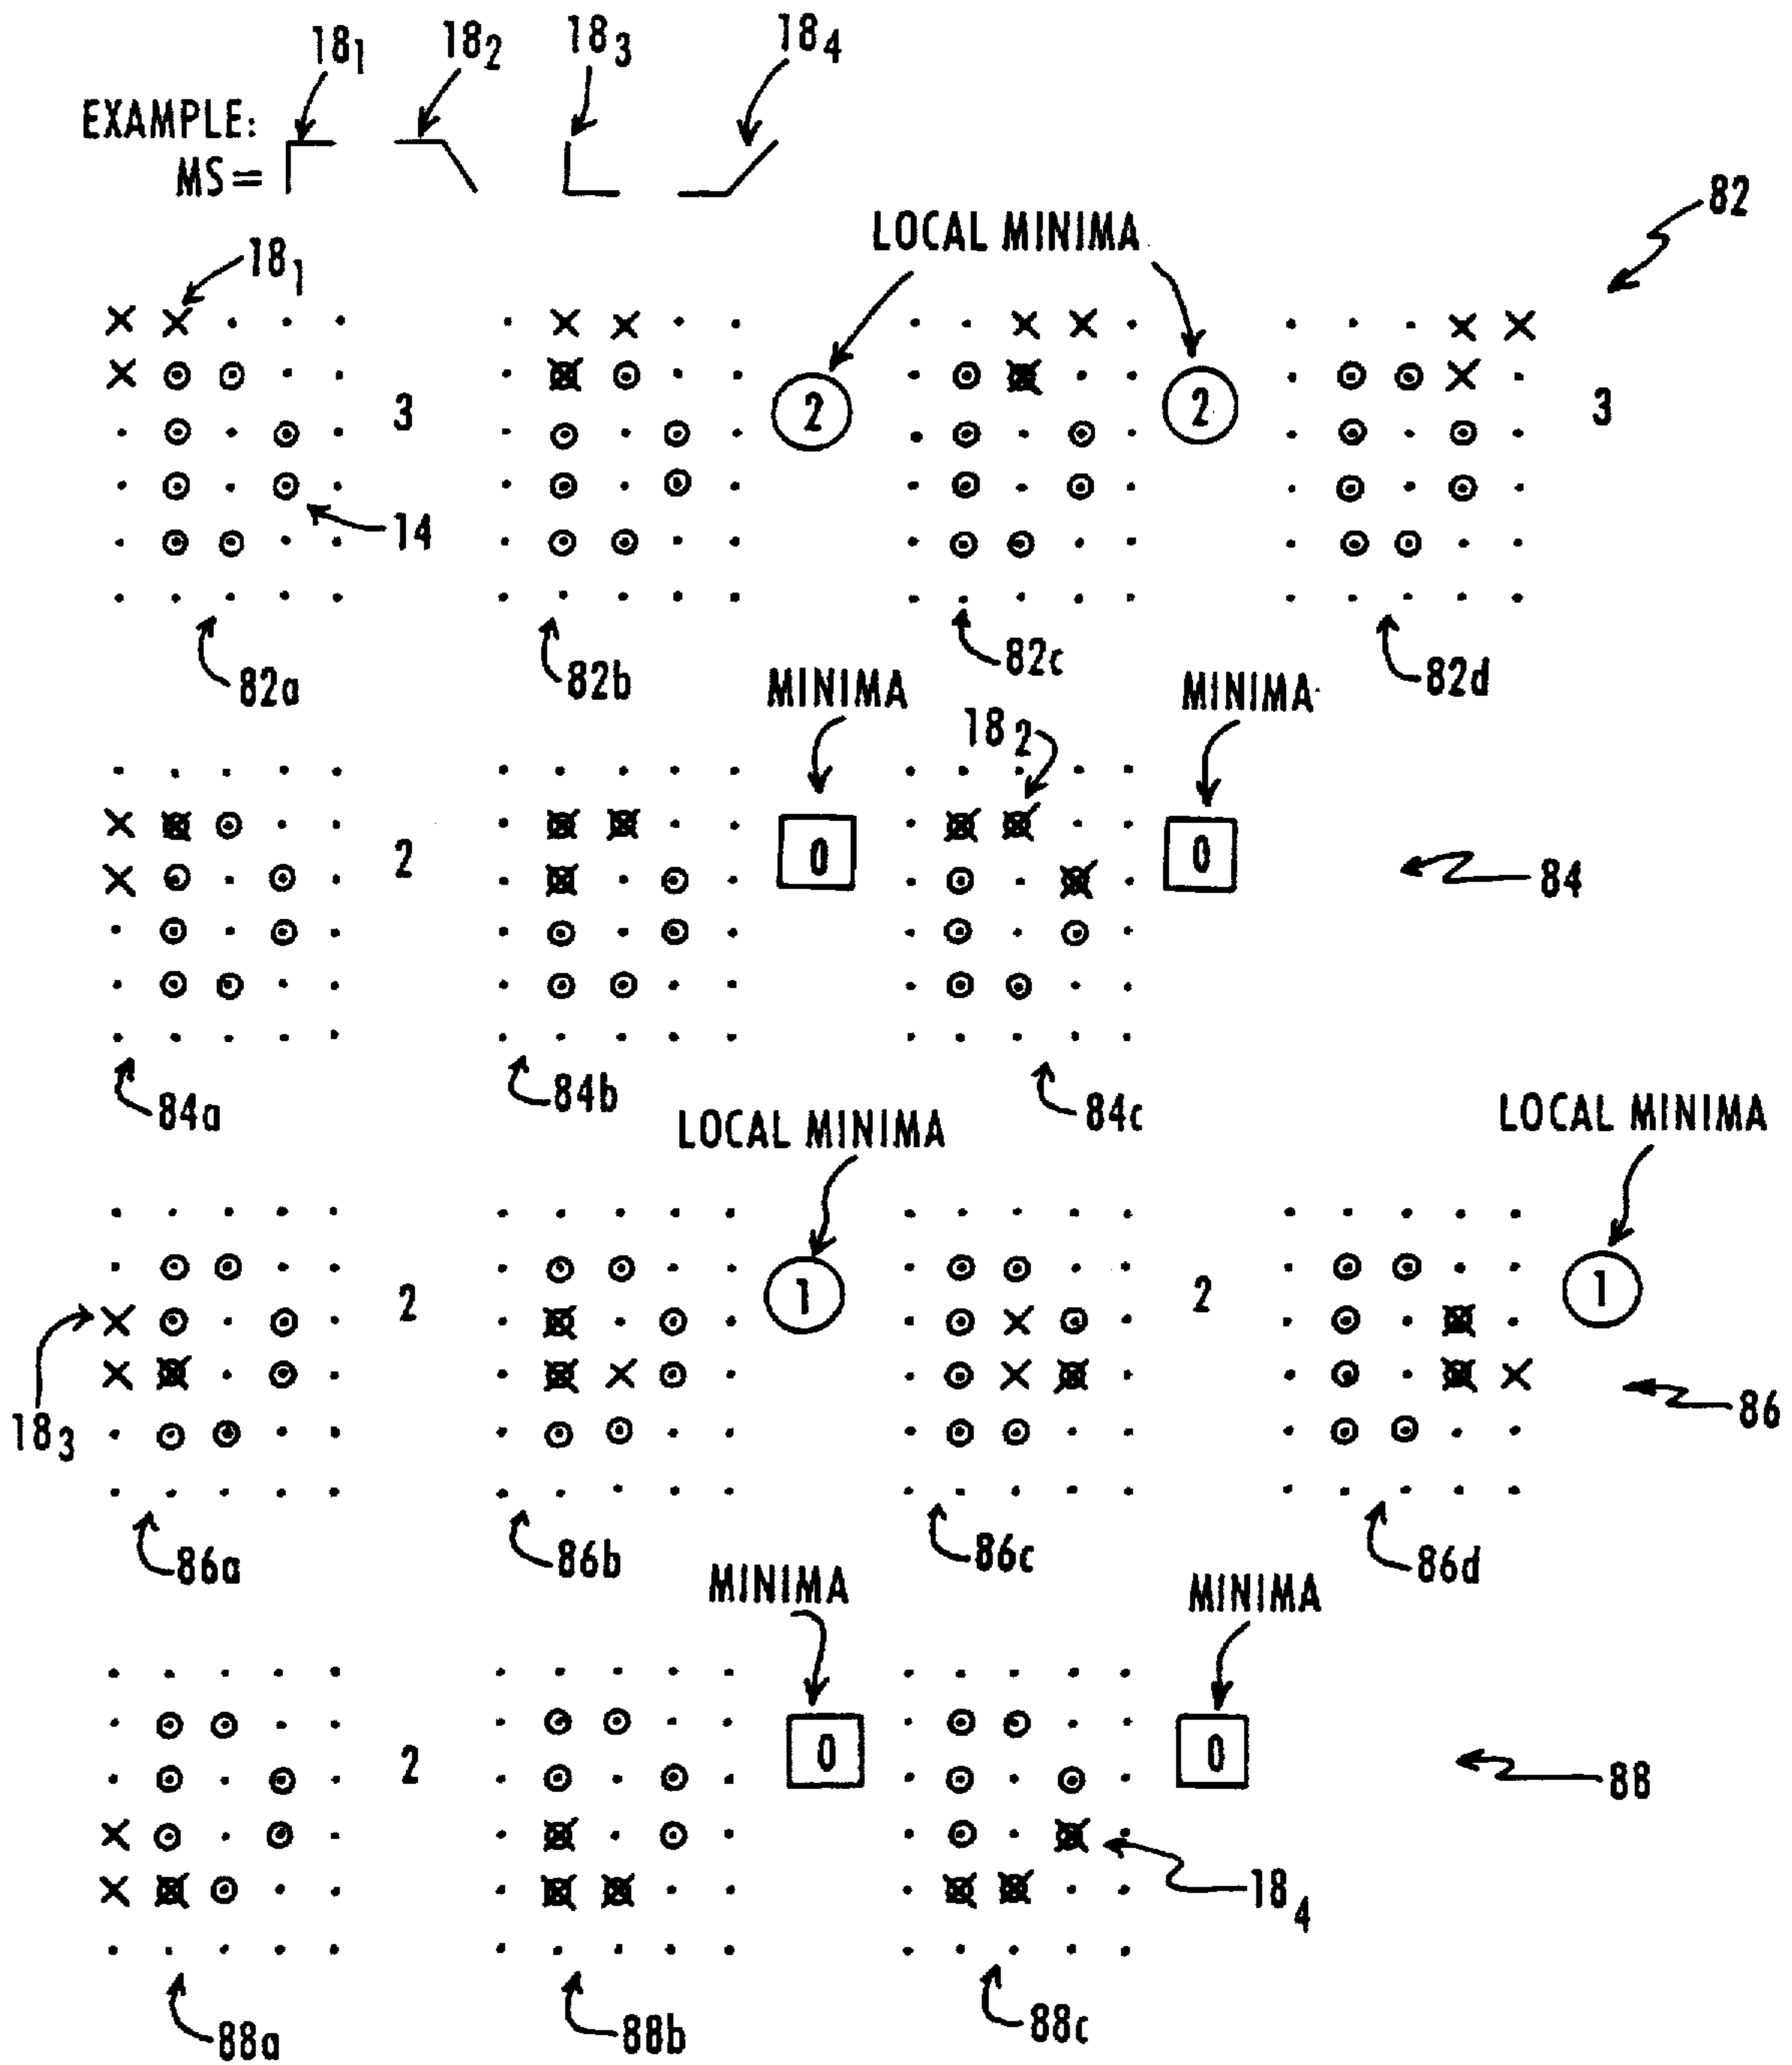 18₁ 18₂ 18₃ 18₄
EXAMPLE:
MS=
82
LOCAL MINIMA
18₁
3 2 2 3
14
82a 82b 82c 82d
MINIMA MINIMA
18₂
2 0 0
84
84a 84b 84c
LOCAL MINIMA LOCAL MINIMA
2 1 2 1
18₃
86
86a 86b 86c 86d
MINIMA MINIMA
2 0 0
88
18₄
88a 88b 88c